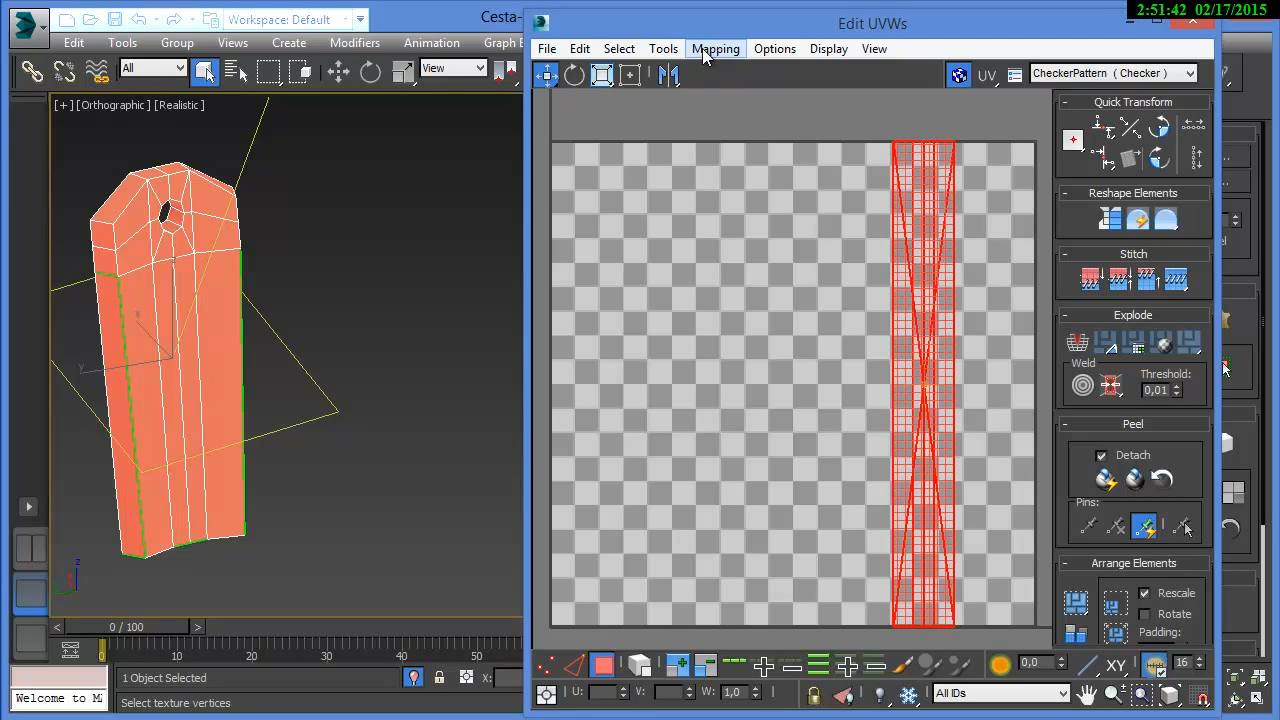 2:51:42 02/17/2015
Workspace: Default
Cesta-
Edit UVWs
Edit Tools Group Views Create Modifiers Animation Graph E
File Edit Select Tools Mapping Options Display View
All
View
UV
CheckerPattern ( Checker )
[+] [Orthographic] [Realistic]
Quick Transform
Reshape Elements
Stitch
Explode
Weld
Threshold:
0,01
Peel
Detach
Pins:
Arrange Elements
Rescale
Rotate
Padding:
x
y
z
< 0 / 100 >
0 10 20 30 40 50
0,0
XY
16
1 Object Selected
X:
U: V: W: 1,0
All IDs
Welcome to M
Select texture vertices